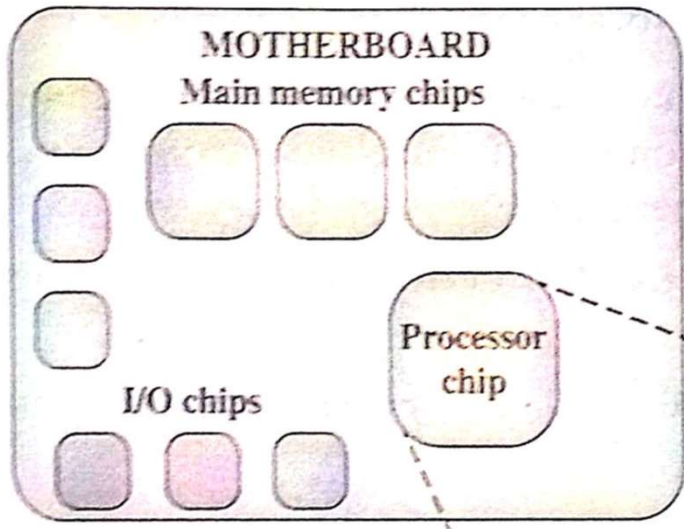 MOTHERBOARD
Main memory chips
Processor
chip
I/O chips